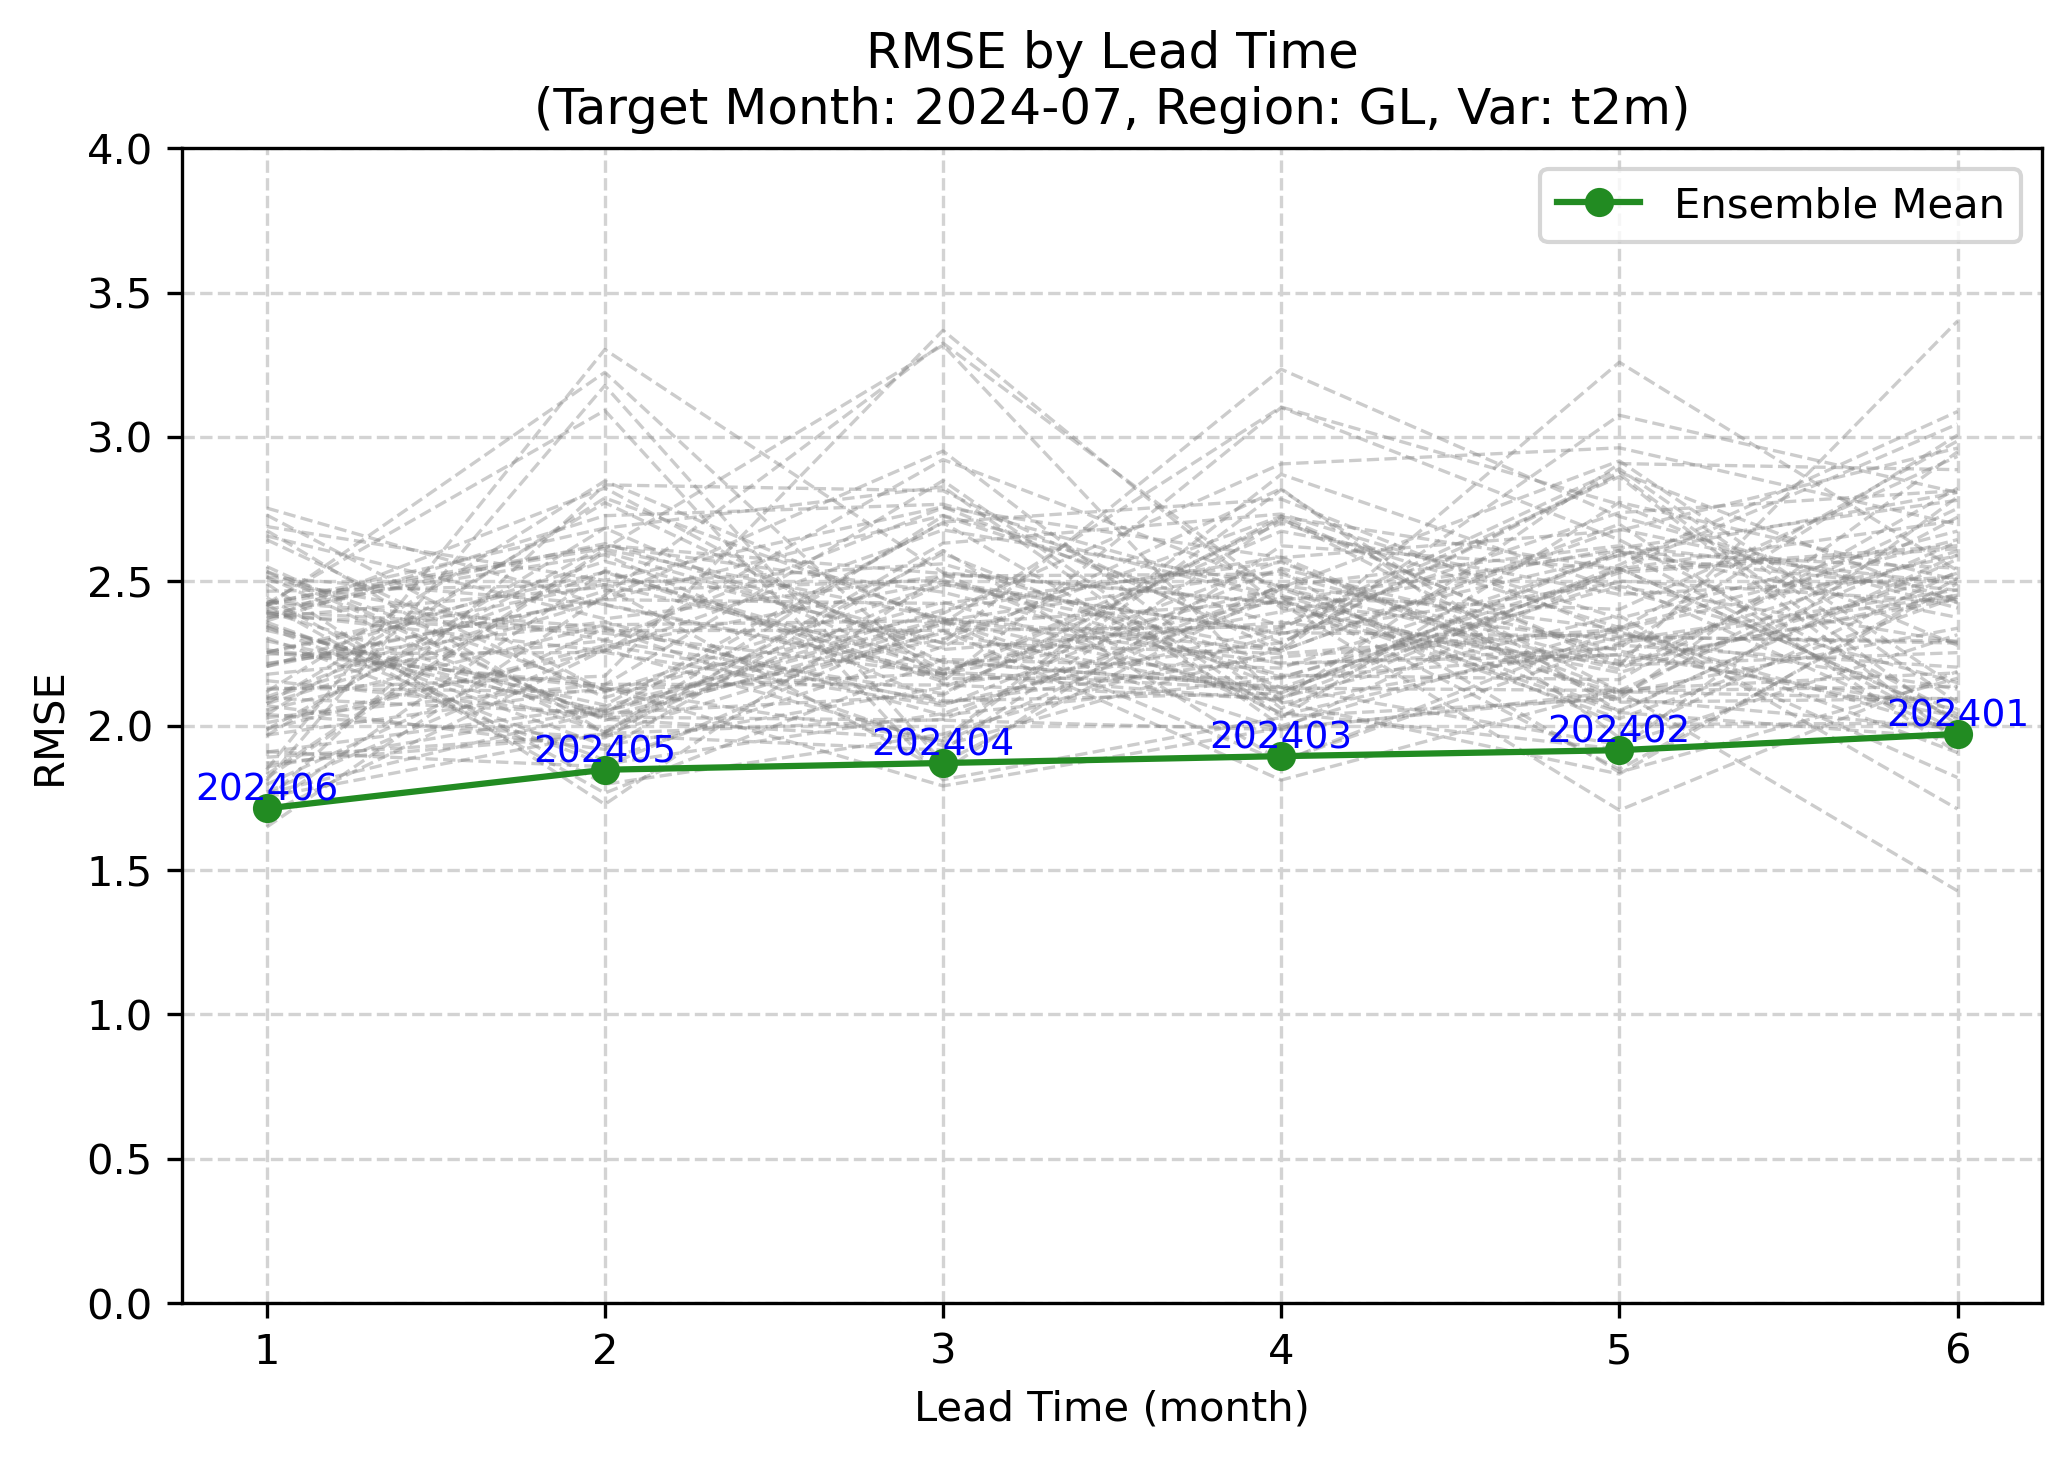 RMSE by Lead Time
(Target Month: 2024-07, Region: GL, Var: t2m)
Ensemble Mean
RMSE
4.0
3.5
3.0
2.5
2.0
1.5
1.0
0.5
0.0
202406
202405
202404
202403
202402
202401
1 2 3 4 5 6
Lead Time (month)